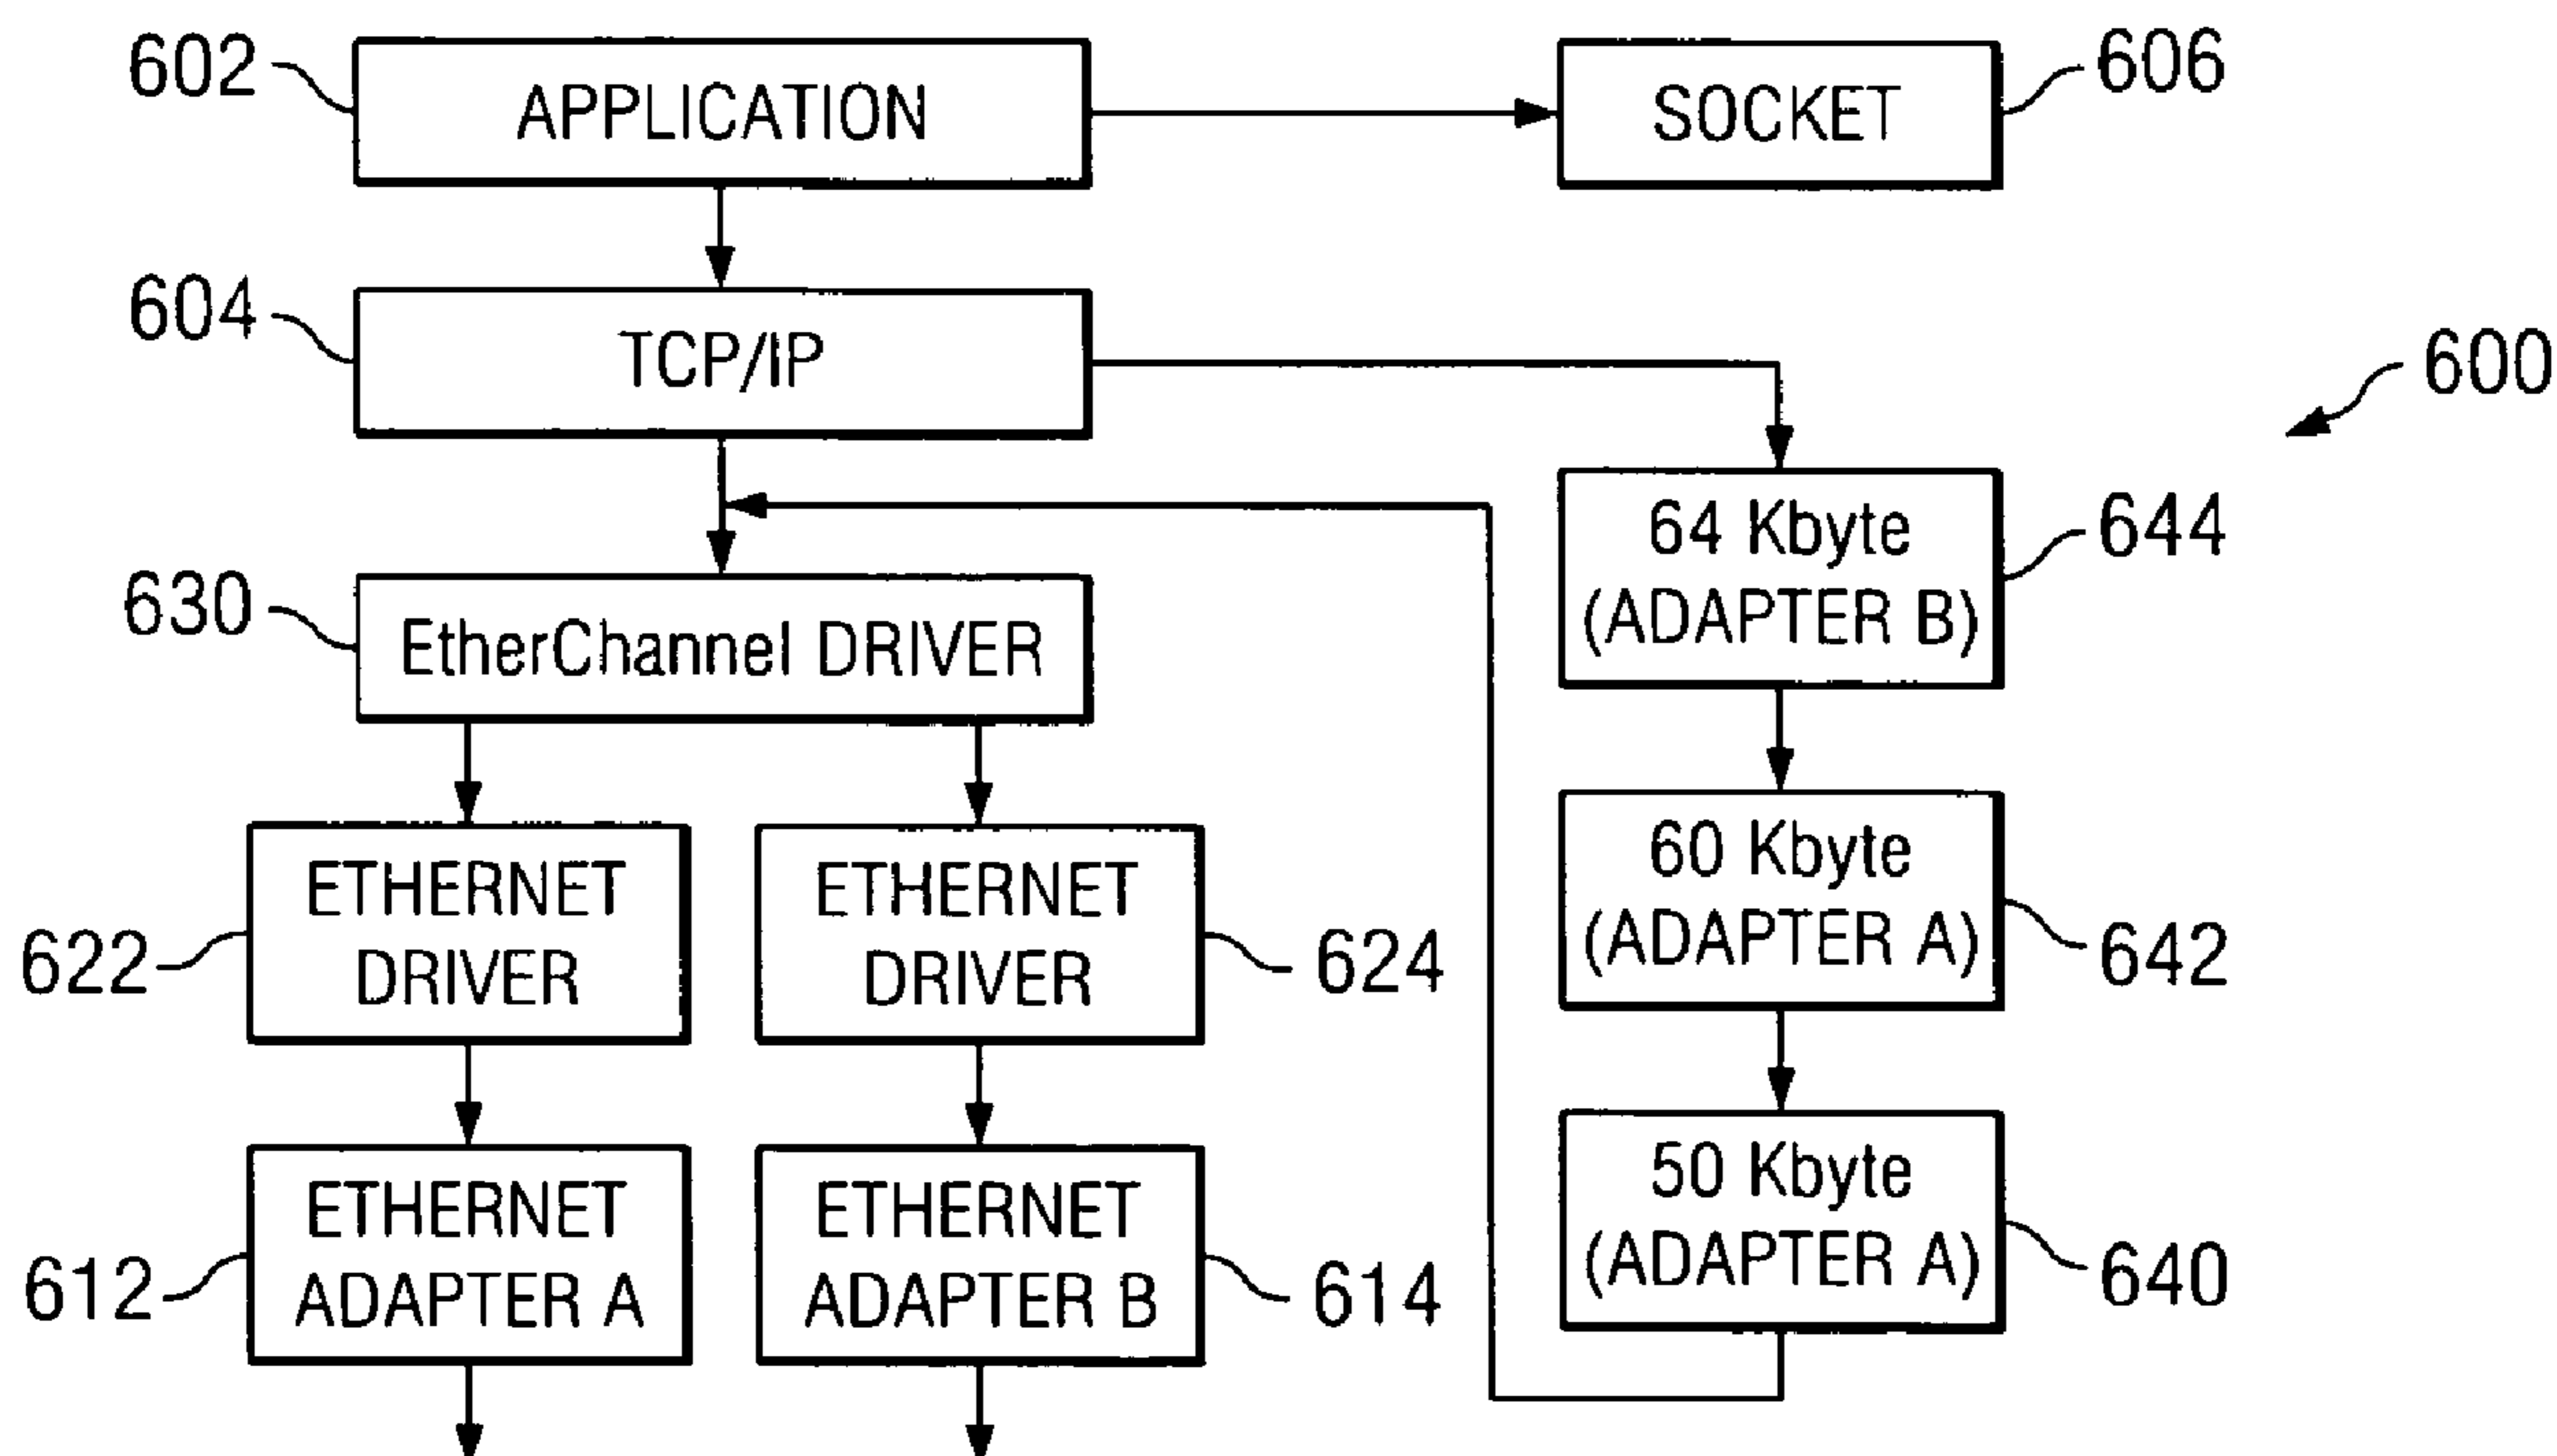 602
APPLICATION
SOCKET
606
604
TCP/IP
600
64 Kbyte
(ADAPTER B)
644
630
EtherChannel DRIVER
60 Kbyte
(ADAPTER A)
642
622
ETHERNET
DRIVER
ETHERNET
DRIVER
624
50 Kbyte
(ADAPTER A)
640
612
ETHERNET
ADAPTER A
ETHERNET
ADAPTER B
614